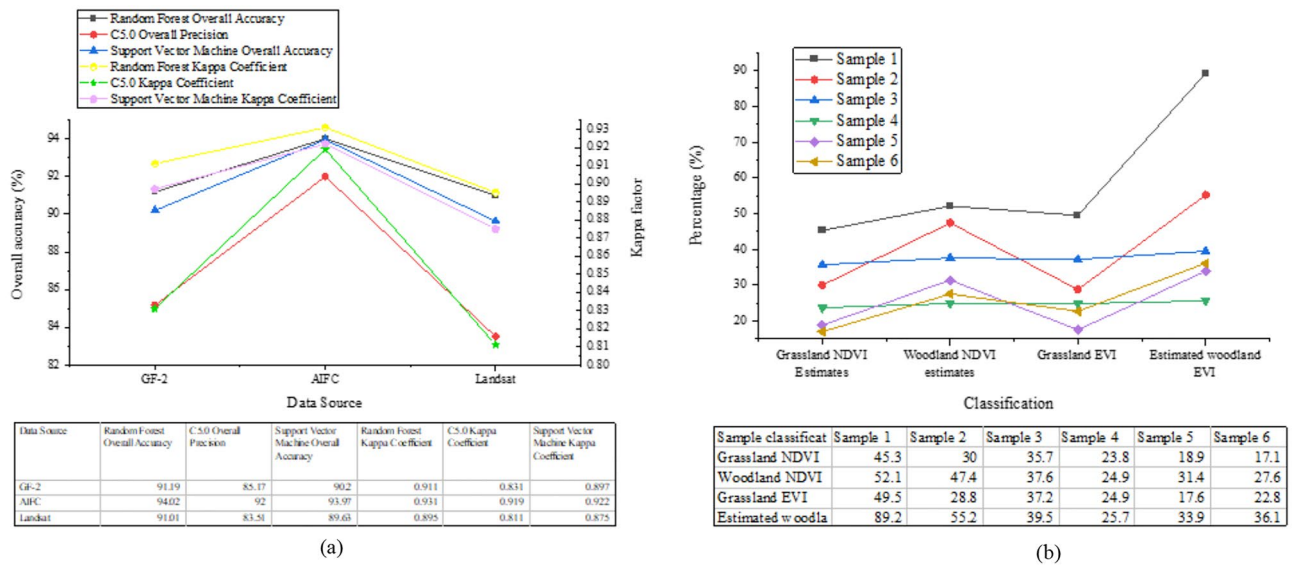 Random Forest Overall Accuracy
C5.0 Overall Precision
Support Vector Machine Overall Accuracy
Random Forest Kappa Coefficient
C5.0 Kappa Coefficient
Support Vector Machine Kappa Coefficient
94
92
90
88
86
84
82
Overall accuracy (%)
0.93
0.92
0.91
0.90
0.89
0.88
0.87
0.86
0.85
0.84
0.83
0.82
0.81
0.80
Kappa factor
GF-2 AIFC Landsat
Data Source
Data Source Random Forest C5.0 Overall Support Vector Random Forest C5.0 Kappa Support Vector
Overall Accuracy Precision Machine Overall Kappa Coefficient Coefficient Machine Kappa
Accuracy Coefficient
GF-2 91.19 85.17 90.2 0.911 0.831 0.897
AIFC 94.02 92 93.97 0.931 0.919 0.922
Landsat 91.01 83.51 89.63 0.895 0.811 0.875
(a)
Sample 1
Sample 2
Sample 3
Sample 4
Sample 5
Sample 6
90
80
70
60
50
40
30
20
Percentage (%)
Grassland NDVI Woodland NDVI Grassland EVI Estimated woodland
Estimates estimates EVI
Classification
Sample classificat Sample 1 Sample 2 Sample 3 Sample 4 Sample 5 Sample 6
Grassland NDVI 45.3 30 35.7 23.8 18.9 17.1
Woodland NDVI 52.1 47.4 37.6 24.9 31.4 27.6
Grassland EVI 49.5 28.8 37.2 24.9 17.6 22.8
Estimated woodla 89.2 55.2 39.5 25.7 33.9 36.1
(b)